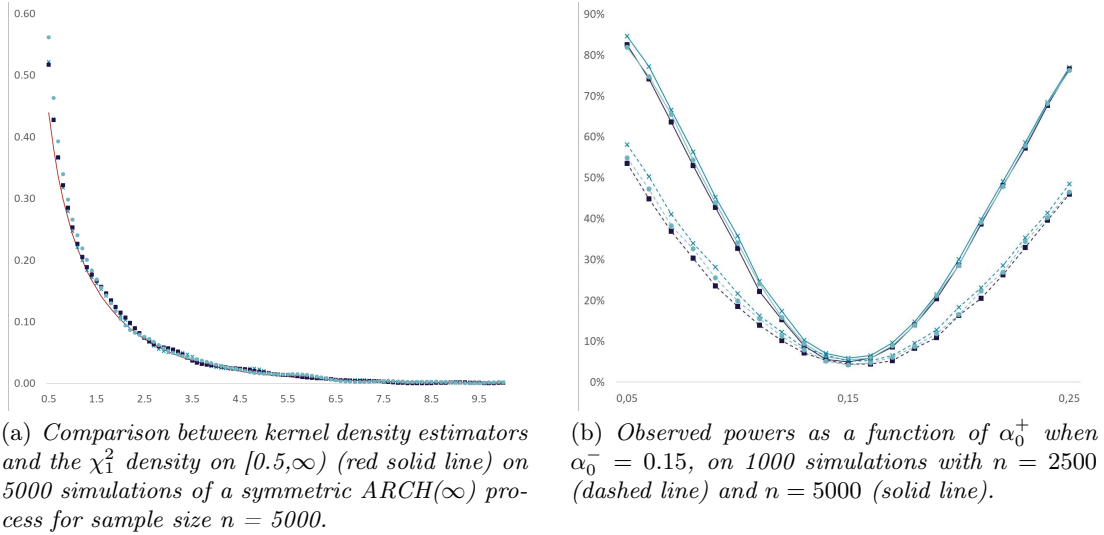 0.60
0.50
0.40
0.30
0.20
0.10
0.00
0.5 1.5 2.5 3.5 4.5 5.5 6.5 7.5 8.5 9.5
90%
80%
70%
60%
50%
40%
30%
20%
10%
0%
0,05 0,15 0,25
(a) Comparison between kernel density estimators
and the χ₁² density on [0.5,∞) (red solid line) on
5000 simulations of a symmetric ARCH(∞) pro-
cess for sample size n = 5000.
(b) Observed powers as a function of α₀⁺ when
α₀⁻ = 0.15, on 1000 simulations with n = 2500
(dashed line) and n = 5000 (solid line).